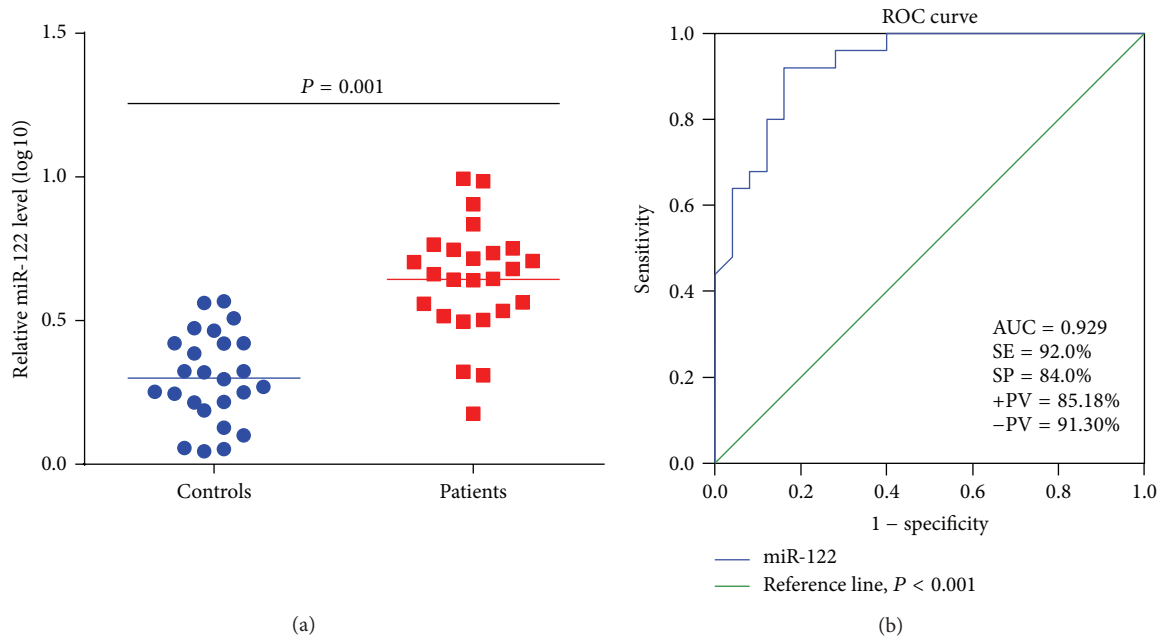 1.5
1.0
0.5
0.0
Relative miR-122 level (log10)
P = 0.001
Controls
Patients
(a)
ROC curve
1.0
0.8
0.6
0.4
0.2
0.0
Sensitivity
AUC = 0.929
SE = 92.0%
SP = 84.0%
+PV = 85.18%
−PV = 91.30%
0.0 0.2 0.4 0.6 0.8 1.0
1 − specificity
miR-122
Reference line, P < 0.001
(b)